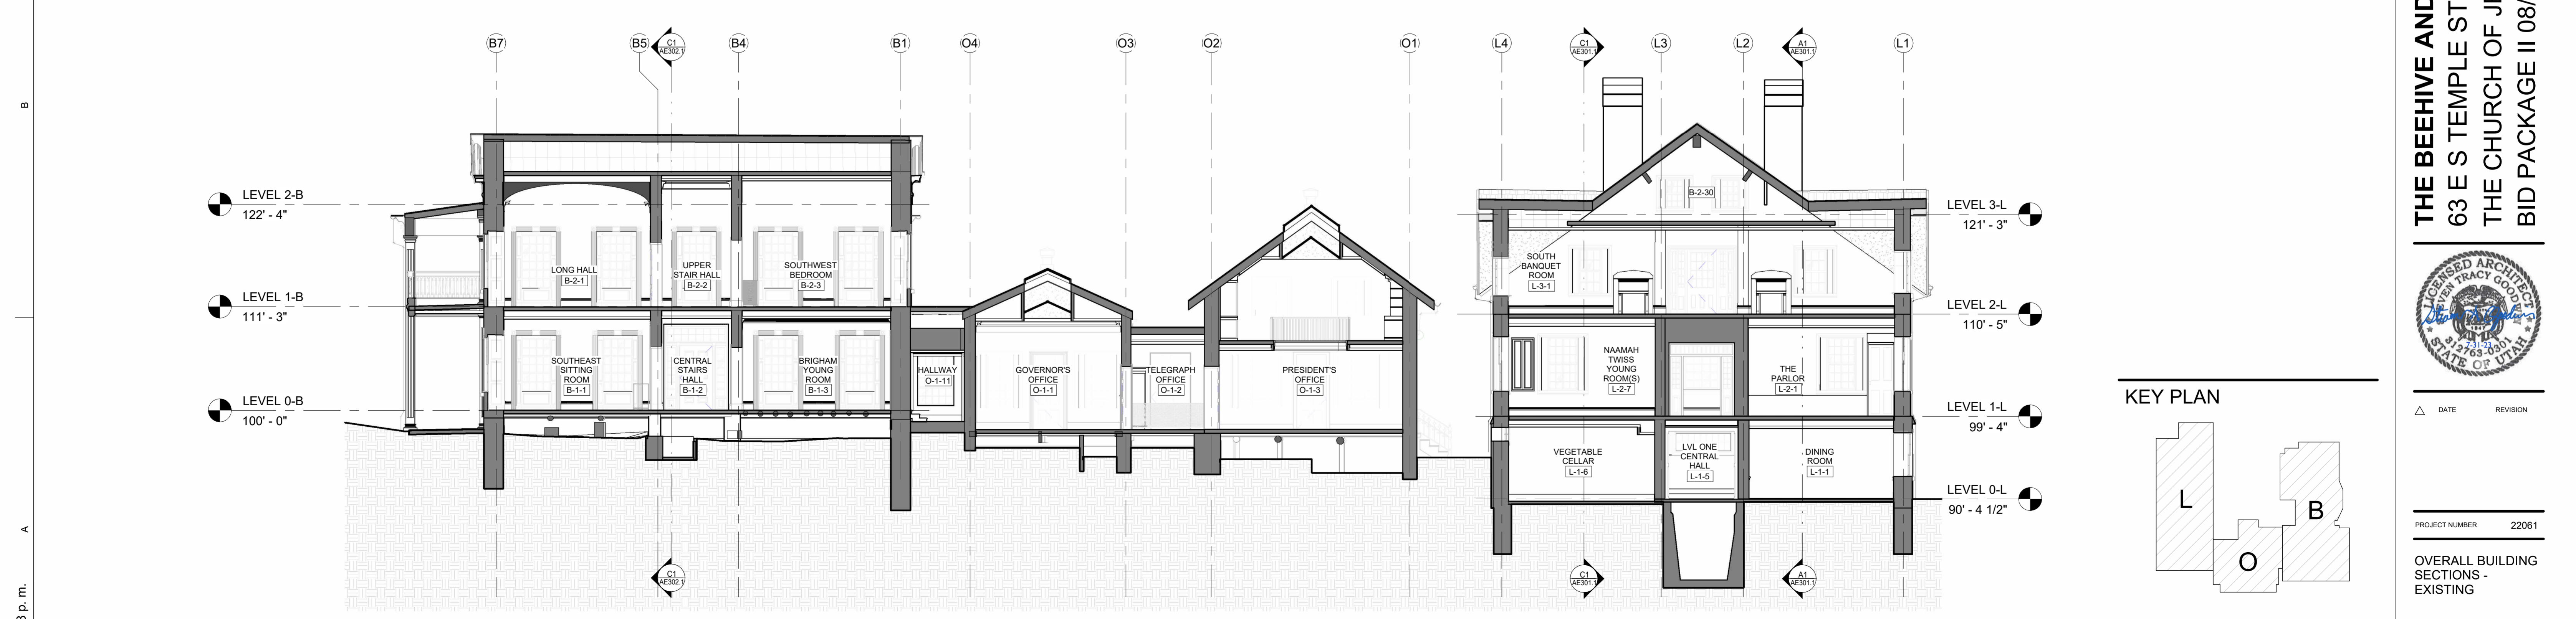 B7
B5
C1
AE302.1
B4
B1
O4
O3
O2
O1
L4
C1
AE301.1
L3
L2
A1
AE301.1
L1
B
A
LEVEL 2-B
122' - 4"
LEVEL 1-B
111' - 3"
LEVEL 0-B
100' - 0"
LONG HALL
B-2-1
UPPER
STAIR HALL
B-2-2
SOUTHWEST
BEDROOM
B-2-3
SOUTHEAST
SITTING
ROOM
B-1-1
CENTRAL
STAIRS
HALL
B-1-2
BRIGHAM
YOUNG
ROOM
B-1-3
HALLWAY
O-1-11
GOVERNOR'S
OFFICE
O-1-1
TELEGRAPH
OFFICE
O-1-2
PRESIDENT'S
OFFICE
O-1-3
B-2-30
SOUTH
BANQUET
ROOM
L-3-1
NAAMAH
TWISS
YOUNG
ROOM(S)
L-2-7
THE
PARLOR
L-2-1
VEGETABLE
CELLAR
L-1-6
LVL ONE
CENTRAL
HALL
L-1-5
DINING
ROOM
L-1-1
LEVEL 3-L
121' - 3"
LEVEL 2-L
110' - 5"
LEVEL 1-L
99' - 4"
LEVEL 0-L
90' - 4 1/2"
C1
AE302.1
C1
AE301.1
A1
AE301.1
KEY PLAN
L
O
B
THE BEEHIVE AND
63 E S TEMPLE ST
THE CHURCH OF
BID PACKAGE II 08/
LICENSED ARCHITECT
1847
7-31-23
312763-0301
STATE OF UTAH
DATE
REVISION
PROJECT NUMBER
22061
OVERALL BUILDING
SECTIONS -
EXISTING
p. m.